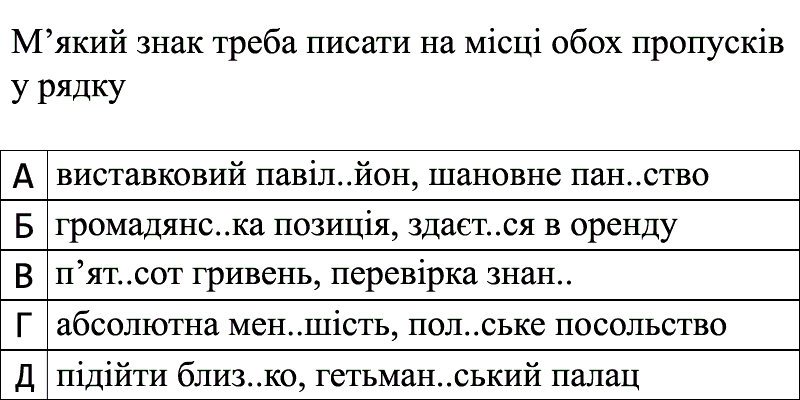 М’який знак треба писати на місці обох пропусків
у рядку
А виставковий павіл..йон, шановне пан..ство
Б громадянс..ка позиція, здаєт..ся в оренду
В п’ят..сот гривень, перевірка знан..
Г абсолютна мен..шість, пол..ське посольство
Д підійти близ..ко, гетьман..ський палац